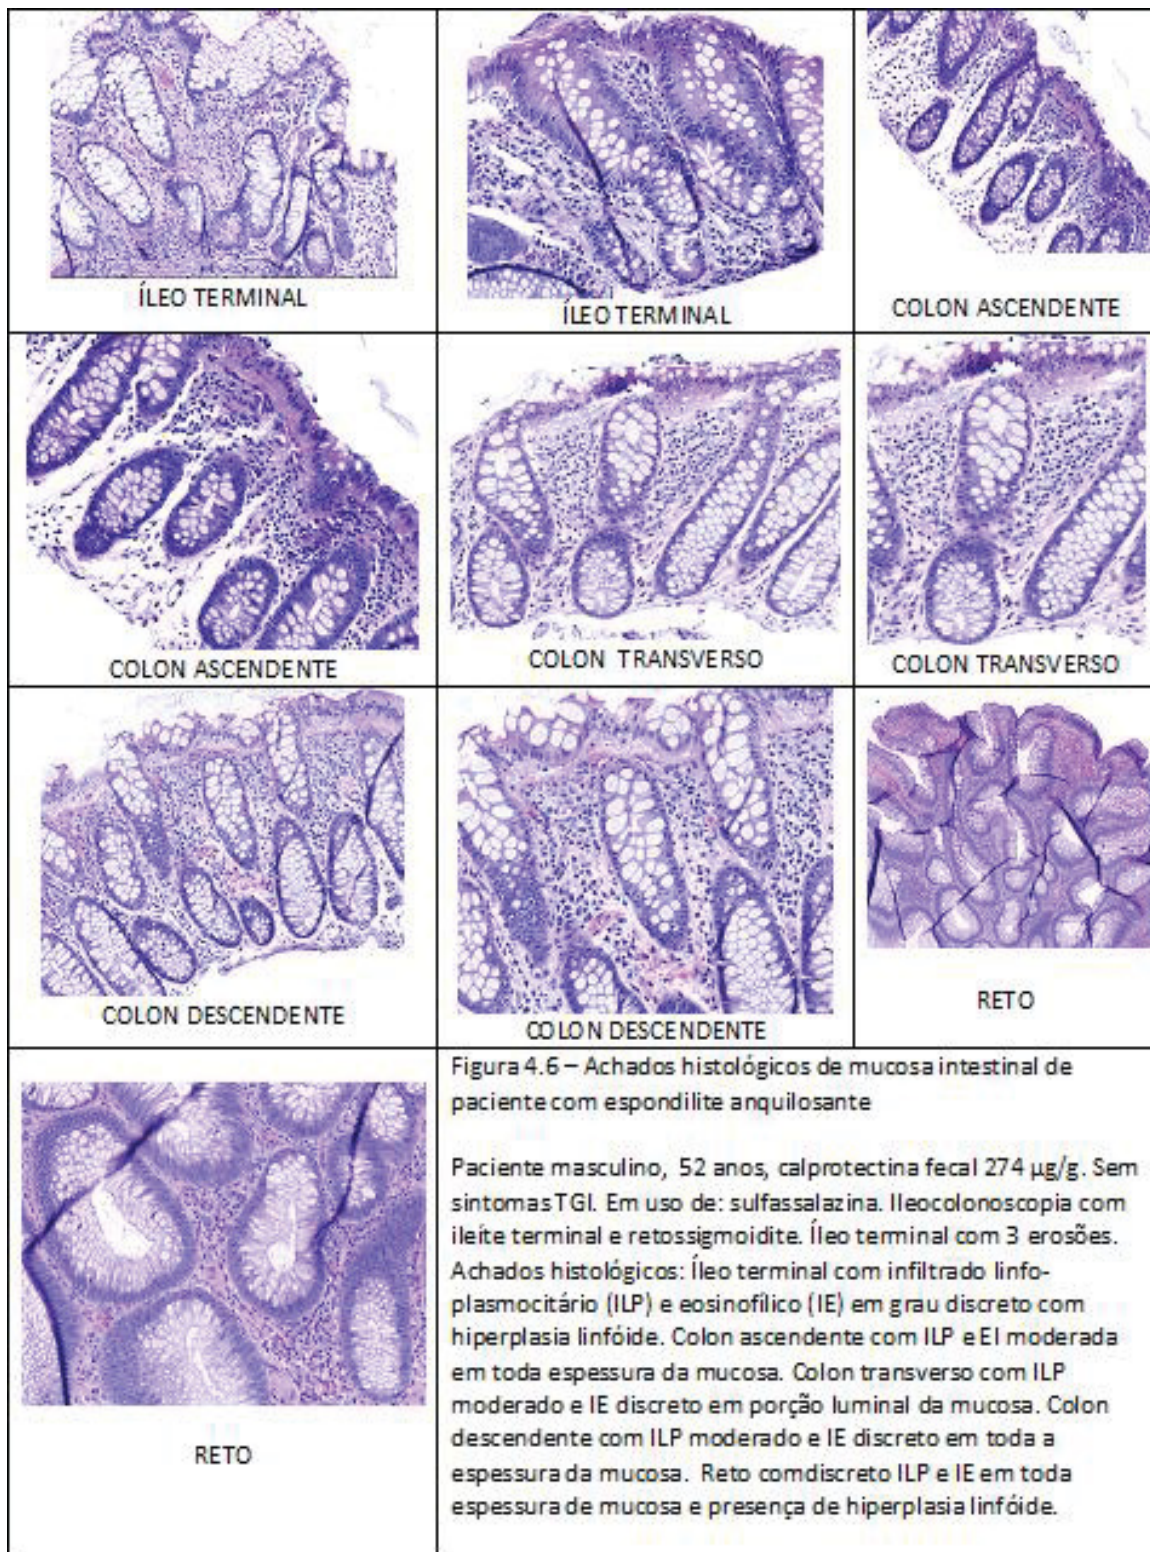 ÍLEO TERMINAL
ÍLEO TERMINAL
COLON ASCENDENTE
COLON ASCENDENTE
COLON TRANSVERSO
COLON TRANSVERSO
COLON DESCENDENTE
COLON DESCENDENTE
RETO
RETO
Figura 4.6 – Achados histológicos de mucosa intestinal de
paciente com espondilite anquilosante
Paciente masculino, 52 anos, calprotectina fecal 274 µg/g. Sem
sintomas TGI. Em uso de: sulfassalazina. Ileocolonoscopia com
ileíte terminal e retossigmoidite. Íleo terminal com 3 erosões.
Achados histológicos: Íleo terminal com infiltrado linfo-
plasmocitário (ILP) e eosinofílico (IE) em grau discreto com
hiperplasia linfóide. Colon ascendente com ILP e EI moderada
em toda espessura da mucosa. Colon transverso com ILP
moderado e IE discreto em porção luminal da mucosa. Colon
descendente com ILP moderado e IE discreto em toda a
espessura da mucosa. Reto comdiscreto ILP e IE em toda
espessura de mucosa e presença de hiperplasia linfóide.